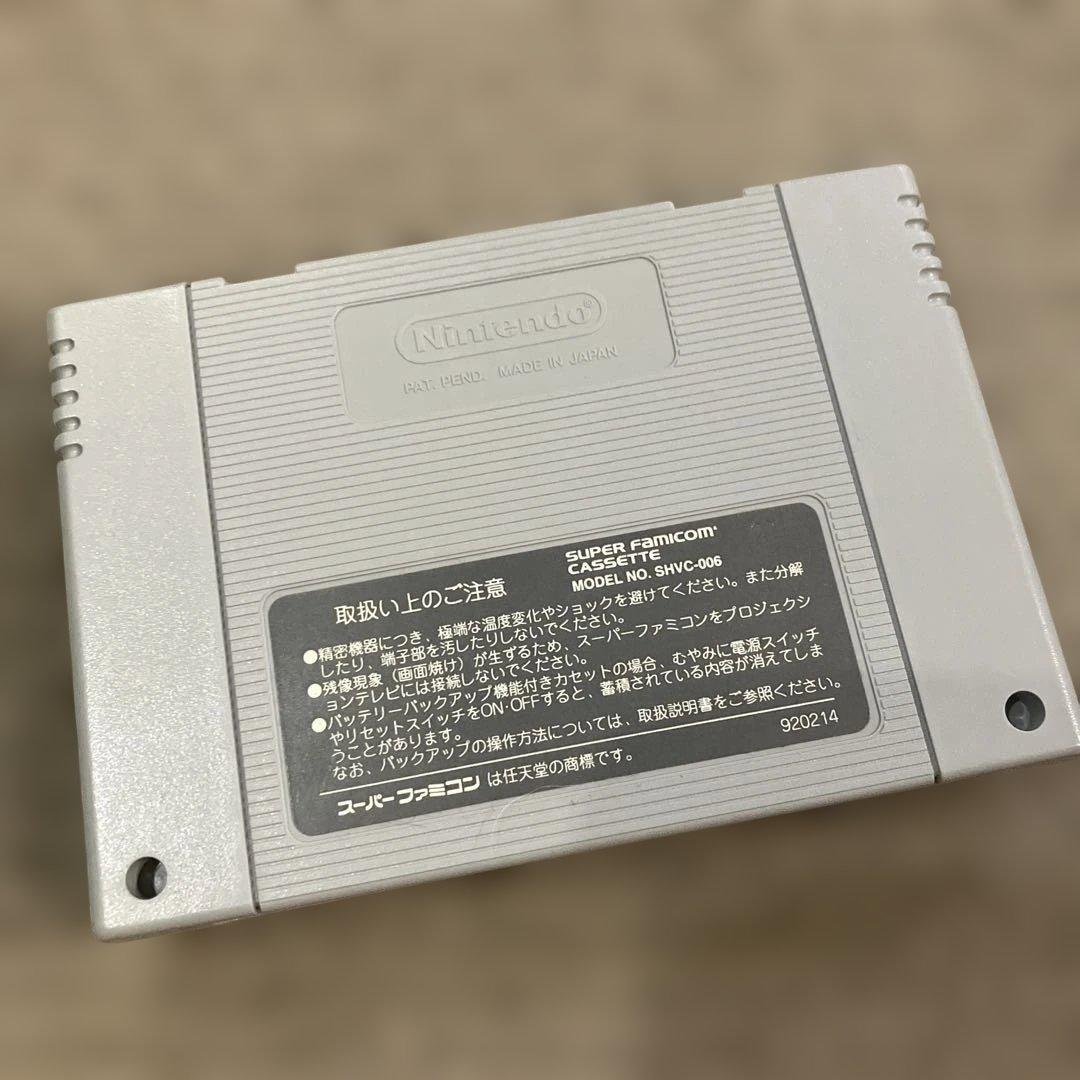 Nintendo®
PAT. PEND. MADE IN JAPAN
SUPER FAMICOM
CASSETTE
MODEL NO. SHVC-006
取扱い上のご注意
●精密機器につき、極端な温度変化やショックを避けてください。また分解
したり、端子部を汚したりしないでください。
●残像現象（画面焼け）が生ずるため、スーパーファミコンをプロジェクシ
ョンテレビには接続しないでください。
●バッテリーバックアップ機能付きカセットの場合、むやみに電源スイッチ
やリセットスイッチをON・OFFすると、蓄積されている内容が消えてしま
うことがあります。
なお、バックアップの操作方法については、取扱説明書をご参照ください。
920214
スーパーファミコン は任天堂の商標です。